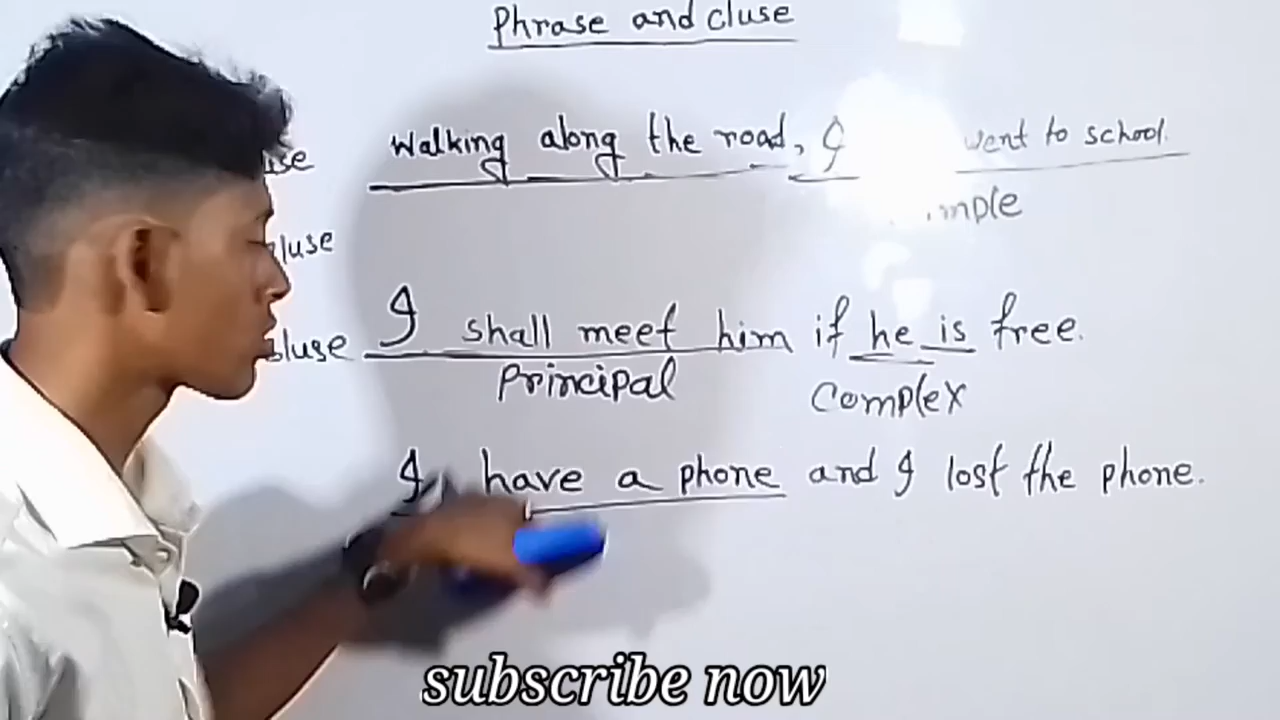 Phrase and cluse
Walking along the road, I went to school.
I shall meet him if he is free.
Principal complex
I have a phone and I lost the phone.
subscribe now